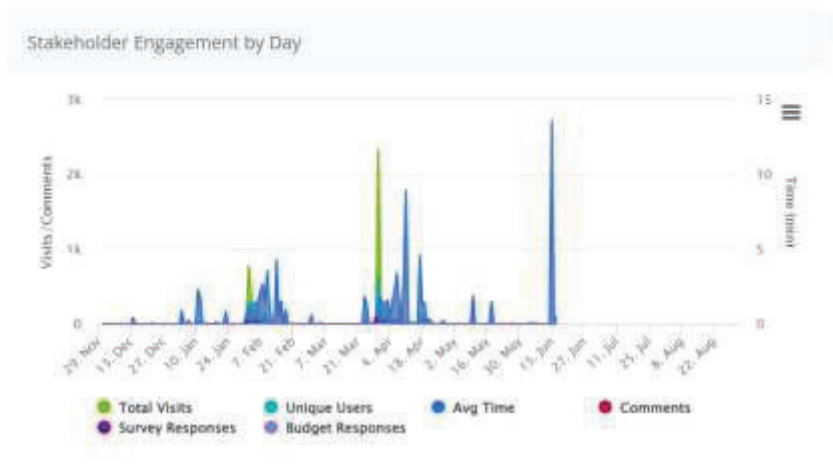 Stakeholder Engagement by Day
3k
2k
1k
0
Visits/Comments
15
10
5
0
Time (min)
29. Nov
13. Dec
27. Dec
10. Jan
24. Jan
7. Feb
21. Feb
7. Mar
21. Mar
4. Apr
18. Apr
2. May
16. May
30. May
13. Jun
27. Jun
11. Jul
25. Jul
8. Aug
22. Aug
Total Visits Unique Users Avg Time Comments
Survey Responses Budget Responses